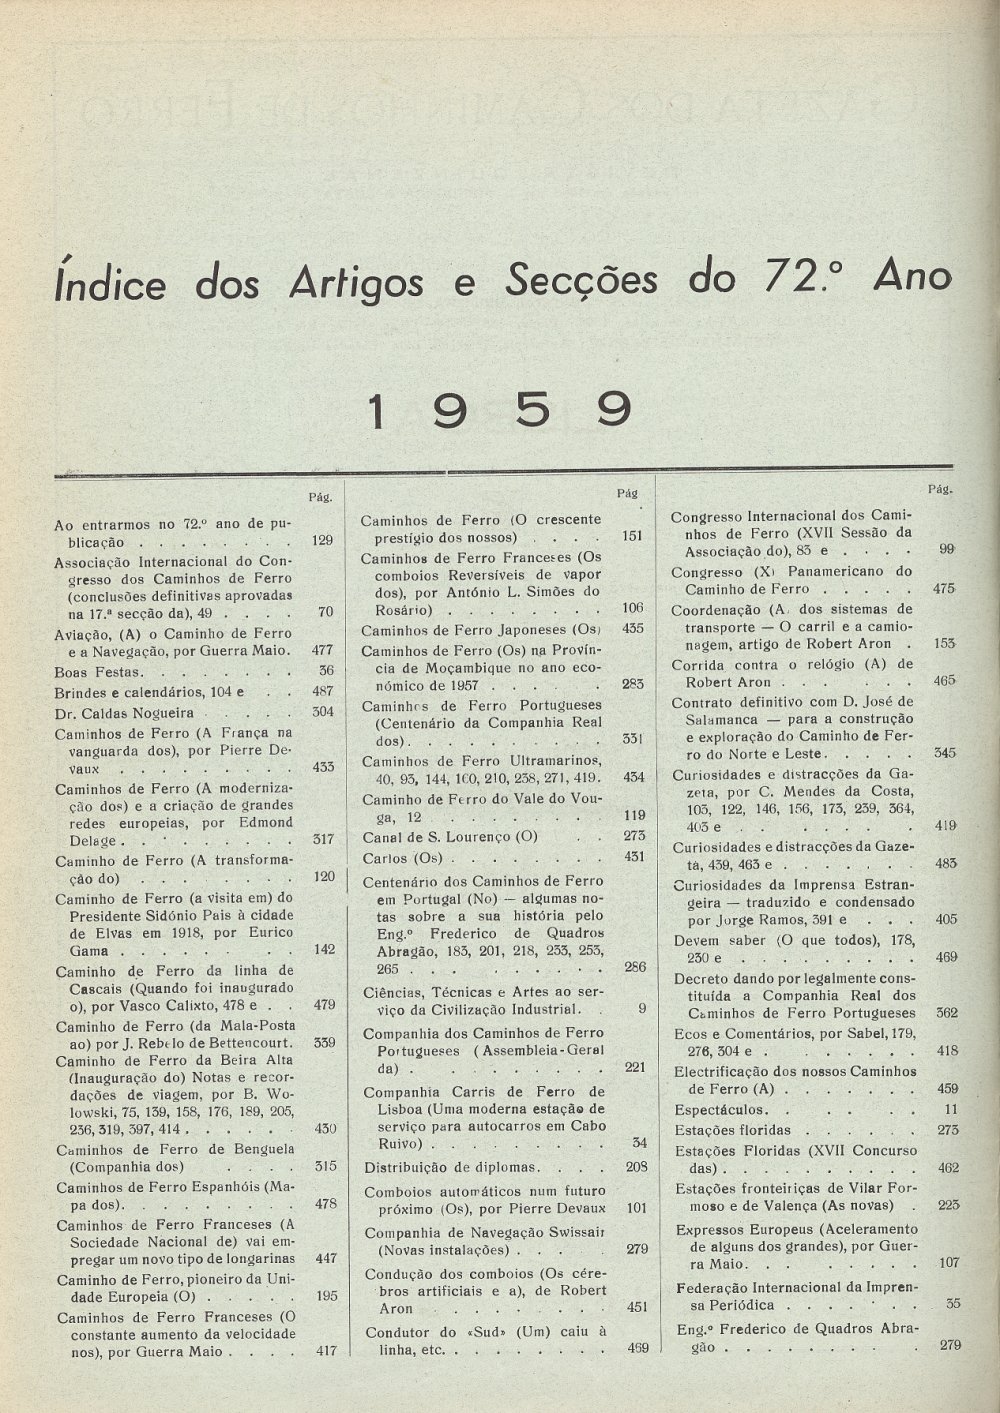 Índice dos Artigos e Secções do 72.º Ano
1959
Pág.
Ao entrarmos no 72.º ano de pu-
blicação . . . . . . . . 129
Associação Internacional do Con-
gresso dos Caminhos de Ferro
(conclusões definitivas aprovadas
na 17.ª secção da), 49 . . . . 70
Aviação, (A) o Caminho de Ferro
e a Navegação, por Guerra Maio. 477
Boas Festas. . . . . . . . 36
Brindes e calendários, 104 e . . 487
Dr. Caldas Nogueira . . . . . 304
Caminhos de Ferro (A França na
vanguarda dos), por Pierre De-
vaux . . . . . . . . . 433
Caminhos de Ferro (A moderniza-
ção dos) e a criação de grandes
redes europeias, por Edmond
Delage . . . . . . . . . 317
Caminho de Ferro (A transforma-
ção do) . . . . . . . 120
Caminho de Ferro (a visita em) do
Presidente Sidónio Pais à cidade
de Elvas em 1918, por Eurico
Gama . . . . . . . . 142
Caminho de Ferro da linha de
Cascais (Quando foi inaugurado
o), por Vasco Calixto, 478 e . . 479
Caminho de Ferro (da Mala-Posta
ao) por J. Rebelo de Bettencourt. 339
Caminho de Ferro da Beira Alta
(Inauguração do) Notas e recor-
dações de viagem, por B. Wo-
lowski, 75, 139, 158, 176, 189, 205,
236, 319, 397, 414 . . . . . . 430
Caminhos de Ferro de Benguela
(Companhia dos) . . . . 315
Caminhos de Ferro Espanhóis (Ma-
pa dos). . . . . . . . . 478
Caminhos de Ferro Franceses (A
Sociedade Nacional de) vai em-
pregar um novo tipo de longarinas 447
Caminho de Ferro, pioneiro da Uni-
dade Europeia (O) . . . . . 195
Caminhos de Ferro Franceses (O
constante aumento da velocidade
nos), por Guerra Maio . . . . 417
Pág
Caminhos de Ferro (O crescente
prestígio dos nossos) . . . . 151
Caminhos de Ferro Franceses (Os
comboios Reversíveis de vapor
dos), por António L. Simões do
Rosário) . . . . . . . . 106
Caminhos de Ferro Japoneses (Os) 435
Caminhos de Ferro (Os) na Provín-
cia de Moçambique no ano eco-
nómico de 1957 . . . . . . 283
Caminhos de Ferro Portugueses
(Centenário da Companhia Real
dos). . . . . . . . . . 331
Caminhos de Ferro Ultramarinos,
40, 93, 144, 160, 210, 238, 271, 419. 434
Caminho de Ferro do Vale do Vou-
ga, 12 . . . . . . . . 119
Canal de S. Lourenço (O) . . 273
Carlos (Os) . . . . . . . . 431
Centenário dos Caminhos de Ferro
em Portugal (No) — algumas no-
tas sobre a sua história pelo
Eng.º Frederico de Quadros
Abragão, 183, 201, 218, 233, 253,
265 . . . . . . . . . 286
Ciências, Técnicas e Artes ao ser-
viço da Civilização Industrial. . 9
Companhia dos Caminhos de Ferro
Portugueses (Assembleia-Geral
da) . . . . . . . . . 221
Companhia Carris de Ferro de
Lisboa (Uma moderna estação de
serviço para autocarros em Cabo
Ruivo) . . . . . . . . . 34
Distribuição de diplomas. . . . 208
Comboios automáticos num futuro
próximo (Os), por Pierre Devaux 101
Companhia de Navegação Swissair
(Novas instalações) . . . . 279
Condução dos comboios (Os cére-
bros artificiais e a), de Robert
Aron . . . . . . . . 451
Condutor do «Sud» (Um) caiu à
linha, etc. . . . . . . . . 469
Pág.
Congresso Internacional dos Cami-
nhos de Ferro (XVII Sessão da
Associação do), 83 e . . . . 99
Congresso (X) Panamericano do
Caminho de Ferro . . . . . 475
Coordenação (A) dos sistemas de
transporte — O carril e a camio-
nagem, artigo de Robert Aron . 153
Corrida contra o relógio (A) de
Robert Aron . . . . . . . 465
Contrato definitivo com D. José de
Salamanca — para a construção
e exploração do Caminho de Fer-
ro do Norte e Leste . . . . . 345
Curiosidades e distracções da Ga-
zeta, por C. Mendes da Costa,
103, 122, 146, 156, 173, 239, 364,
403 e . . . . . . . . 419
Curiosidades e distracções da Gaze-
ta, 439, 463 e . . . . . . . 483
Curiosidades da Imprensa Estran-
geira — traduzido e condensado
por Jorge Ramos, 391 e . . . 405
Devem saber (O que todos), 178,
230 e . . . . . . . . . 469
Decreto dando por legalmente cons-
tituída a Companhia Real dos
Caminhos de Ferro Portugueses 362
Ecos e Comentários, por Sabel, 179,
276, 304 e . . . . . . . 418
Electrificação dos nossos Caminhos
de Ferro (A) . . . . . . . 459
Espectáculos. . . . . . . 11
Estações floridas . . . . . . 273
Estações Floridas (XVII Concurso
das) . . . . . . . . . . 462
Estações fronteiriças de Vilar For-
moso e de Valença (As novas) . 223
Expressos Europeus (Aceleramento
de alguns dos grandes), por Guer-
ra Maio. . . . . . . . 107
Federação Internacional da Impren-
sa Periódica . . . . . . . 35
Eng.º Frederico de Quadros Abra-
gão . . . . . . . . . 279